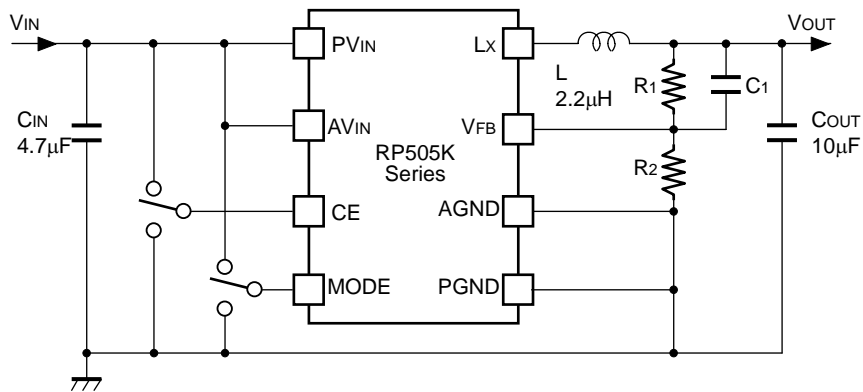 VIN
VOUT
PVIN
LX
L
2.2μH
R1
C1
CIN
4.7μF
AVIN
VFB
COUT
10μF
RP505K
Series
R2
CE
AGND
MODE
PGND